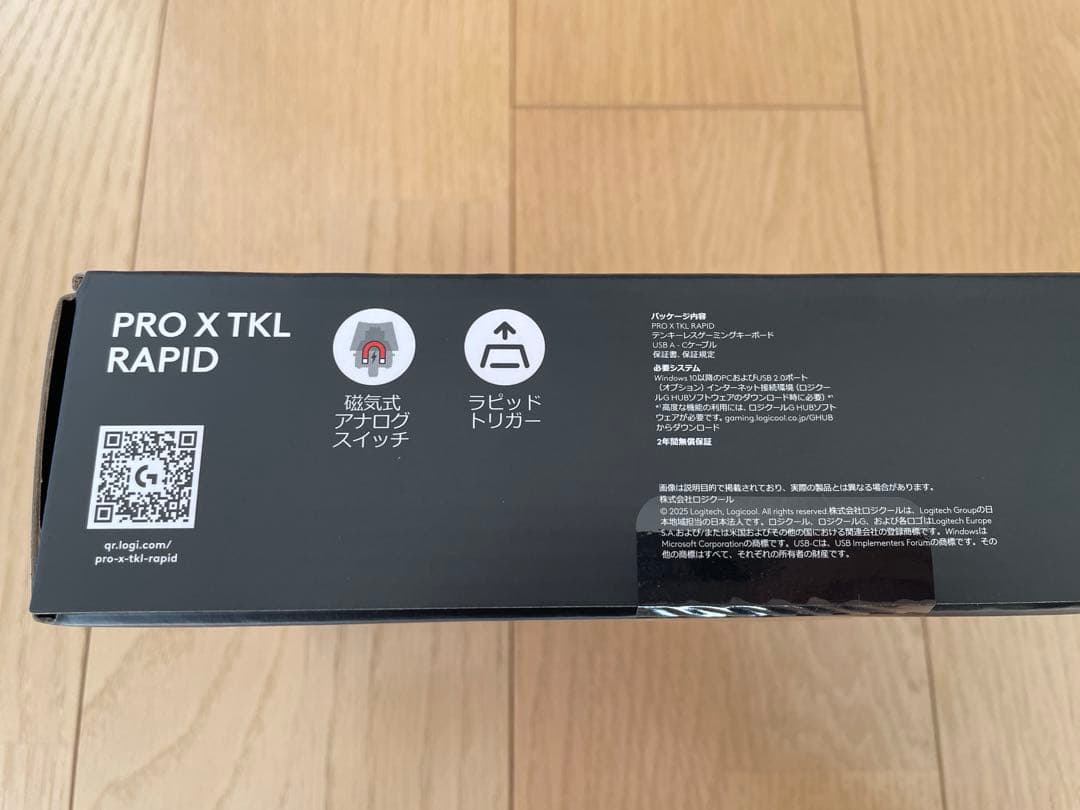 PRO X TKL
RAPID
磁気式
アナログ
スイッチ
ラピッド
トリガー
qr.logi.com/
pro-x-tkl-rapid
パッケージ内容
PRO X TKL RAPID
テンキーレスゲーミングキーボード
USB A - Cケーブル
保証書、保証規定
必要システム
Windows 10以降のPCおよびUSB 2.0ポート
（オプション）インターネット接続環境（ロジクー
ルG HUBソフトウェアのダウンロード時に必要）*¹
*¹高度な機能の利用には、ロジクールG HUBソフト
ウェアが必要です。gaming.logicool.co.jp/GHUB
からダウンロード
2年間無償保証
画像は説明目的で掲載されており、実際の製品とは異なる場合があります。
株式会社ロジクール
© 2025 Logitech, Logicool. All rights reserved.株式会社ロジクールは、Logitech Groupの日
本地域担当の日本法人です。ロジクール、ロジクールG、および各ロゴはLogitech Europe
S.A.および/または米国およびその他の国における関連会社の登録商標です。Windowsは
Microsoft Corporationの商標です。USB-Cは、USB Implementers Forumの商標です。その
他の商標はすべて、それぞれの所有者の財産です。